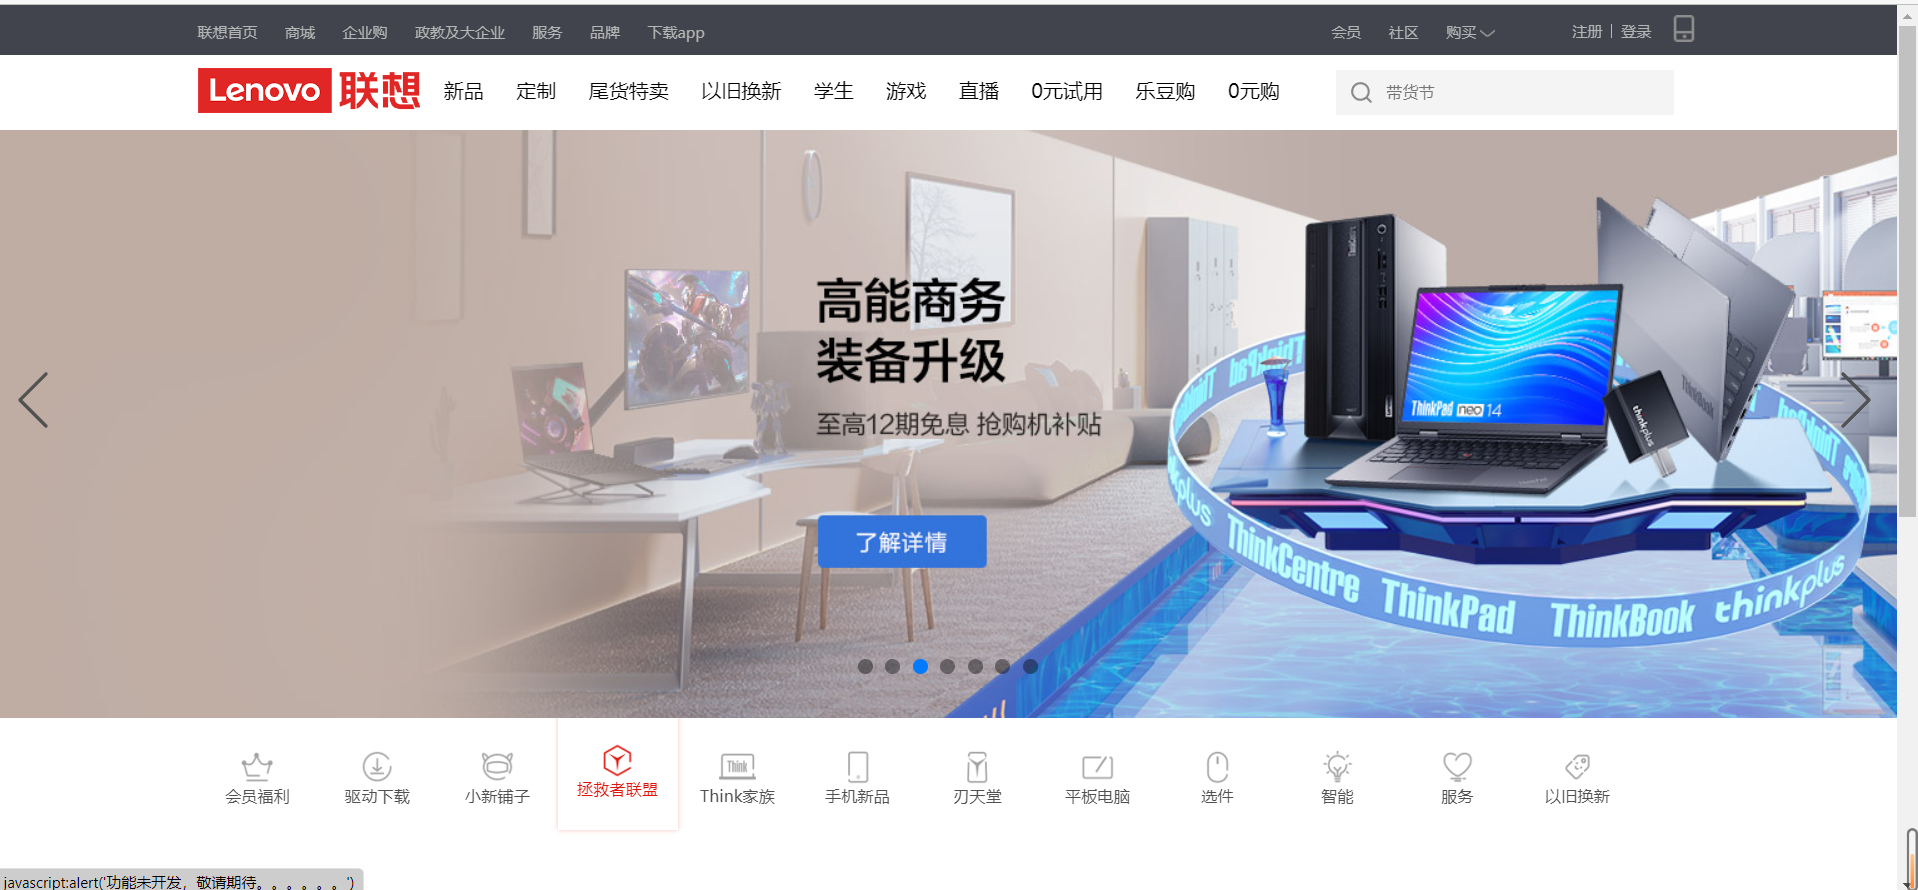 联想首页 商城 企业购 政教及大企业 服务 品牌 下载app 会员 社区 购买 注册 登录
Lenovo 联想 新品 定制 尾货特卖 以旧换新 学生 游戏 直播 0元试用 乐豆购 0元购 带货节
高能商务
装备升级
至高12期免息 抢购机补贴
了解详情
ThinkCentre
ThinkPad neo 14
ThinkBook
thinkplus
ThinkPad
ThinkCentre ThinkPad ThinkBook thinkplus
会员福利 驱动下载 小新铺子 拯救者联盟 Think Think家族 手机新品 刃天堂 平板电脑 选件 智能 服务 以旧换新
javascript:alert('功能未开发，敬请期待。。。。。。')